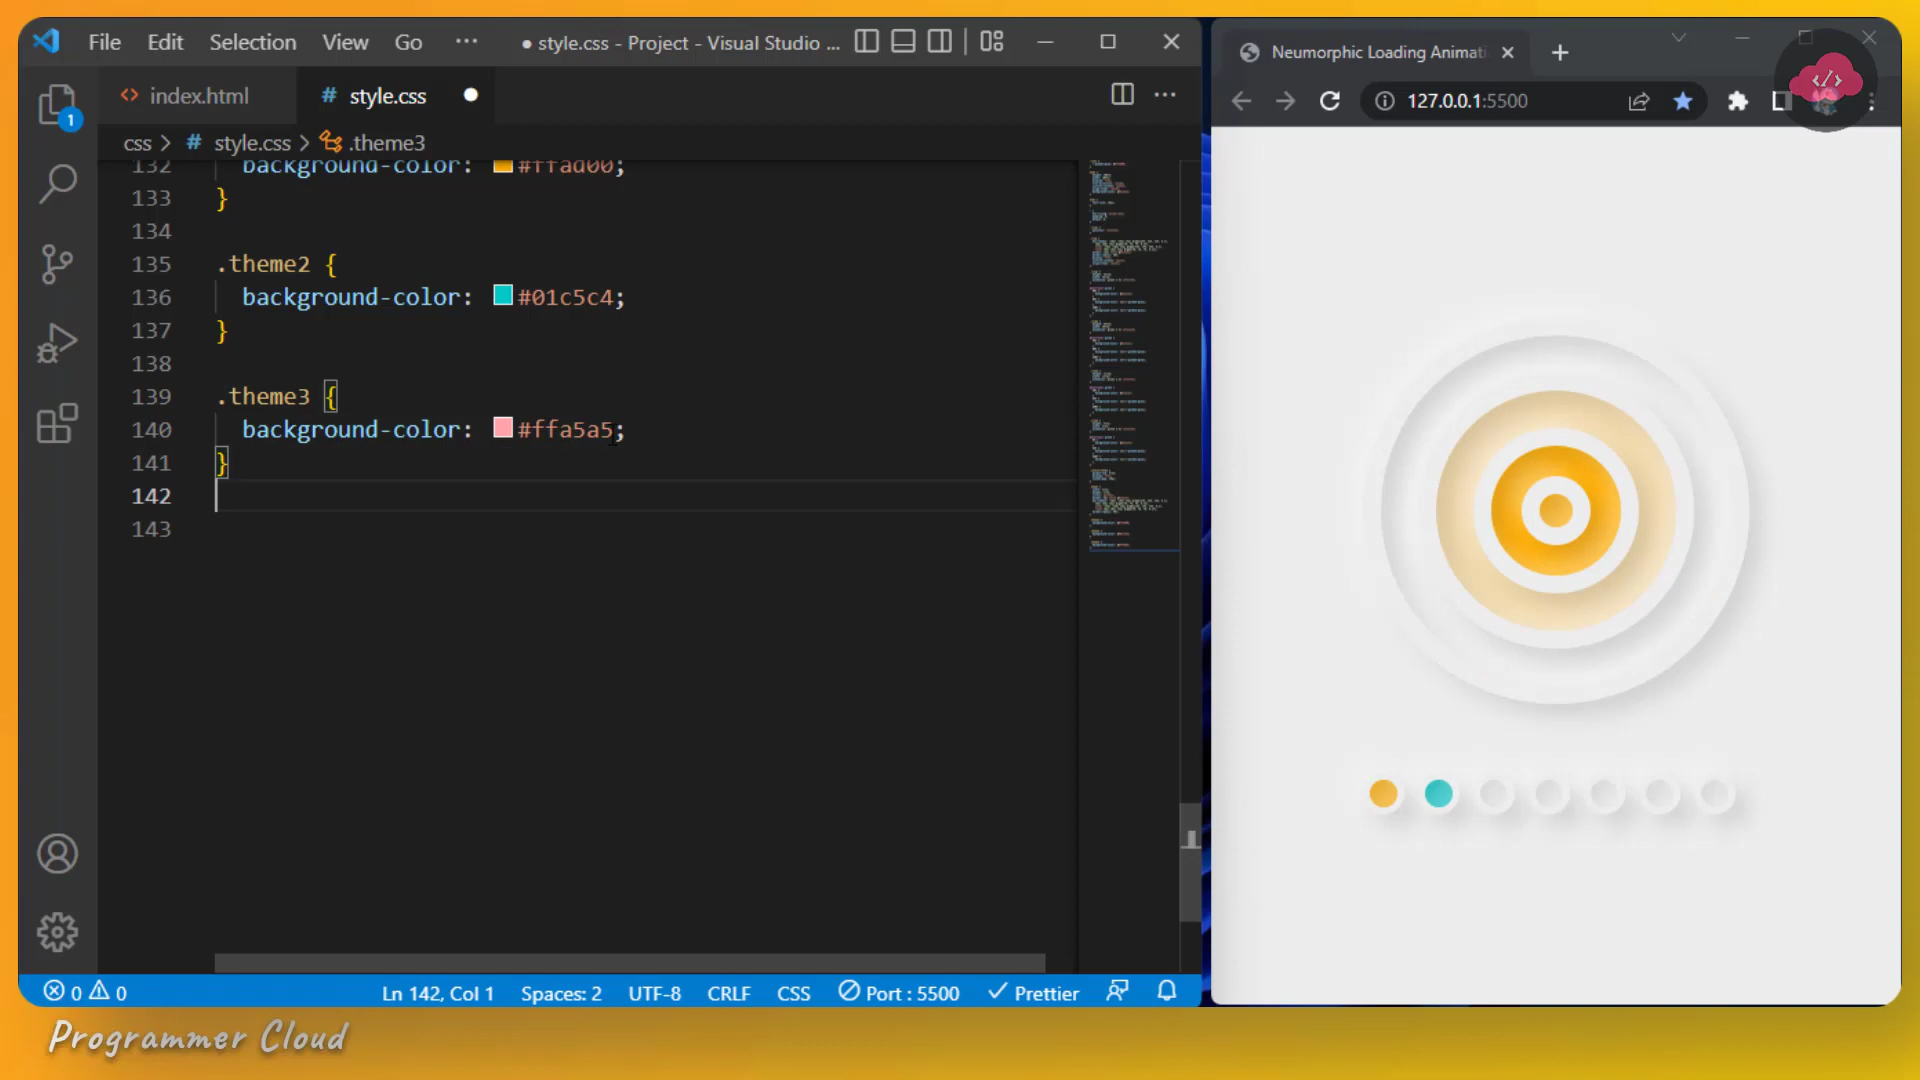 File Edit Selection View Go ··· ● style.css - Project - Visual Studio ...
index.html # style.css
css > # style.css > .theme3
132 background-color: #ffad00;
133 }
134
135 .theme2 {
136 background-color: #01c5c4;
137 }
138
139 .theme3 {
140 background-color: #ffa5a5;
141 }
142
143
1
0 0 Ln 142, Col 1 Spaces: 2 UTF-8 CRLF CSS Port : 5500 Prettier
Neumorphic Loading Animati
127.0.0.1:5500
Programmer Cloud